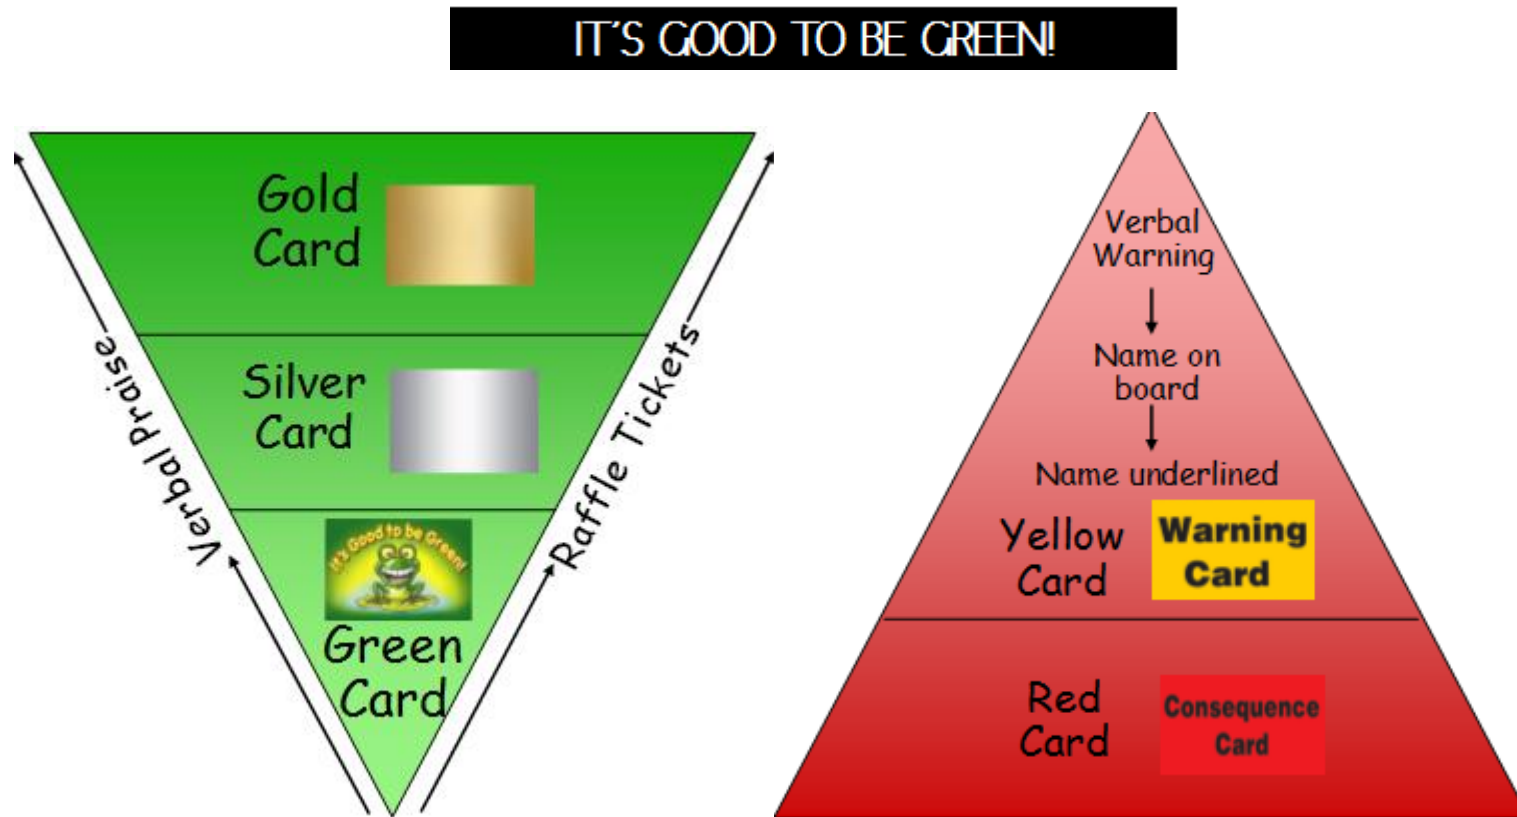 IT'S GOOD TO BE GREEN!
Gold
Card
Silver
Card
It's Good to be Green!
Green
Card
Verbal Praise
Raffle Tickets
Verbal
Warning
Name on
board
Name underlined
Yellow
Card
Warning
Card
Red
Card
Consequence
Card